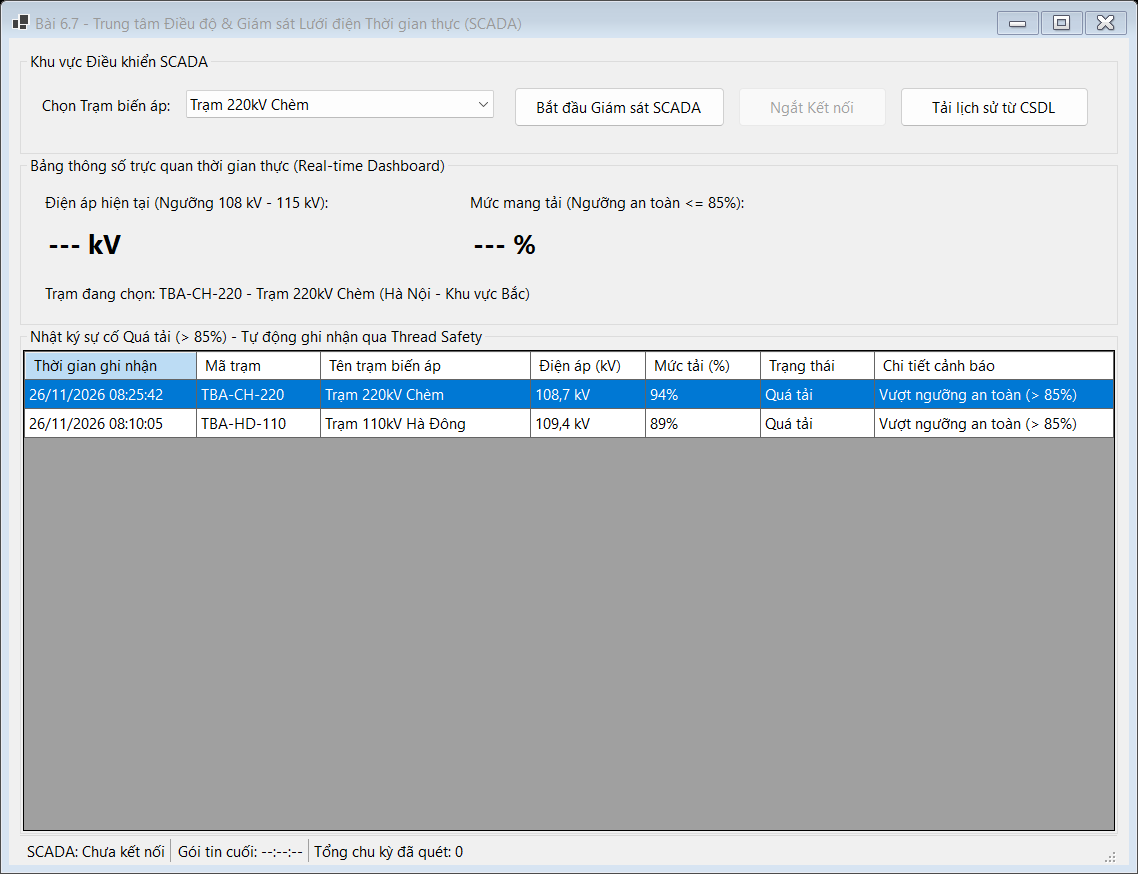 Bài 6.7 - Trung tâm Điều độ & Giám sát Lưới điện Thời gian thực (SCADA)
Khu vực Điều khiển SCADA
Chọn Trạm biến áp: Trạm 220kV Chèm Bắt đầu Giám sát SCADA Ngắt Kết nối Tải lịch sử từ CSDL
Bảng thông số trực quan thời gian thực (Real-time Dashboard)
Điện áp hiện tại (Ngưỡng 108 kV - 115 kV): Mức mang tải (Ngưỡng an toàn <= 85%):
--- kV --- %
Trạm đang chọn: TBA-CH-220 - Trạm 220kV Chèm (Hà Nội - Khu vực Bắc)
Nhật ký sự cố Quá tải (> 85%) - Tự động ghi nhận qua Thread Safety
Thời gian ghi nhận Mã trạm Tên trạm biến áp Điện áp (kV) Mức tải (%) Trạng thái Chi tiết cảnh báo
26/11/2026 08:25:42 TBA-CH-220 Trạm 220kV Chèm 108,7 kV 94% Quá tải Vượt ngưỡng an toàn (> 85%)
26/11/2026 08:10:05 TBA-HD-110 Trạm 110kV Hà Đông 109,4 kV 89% Quá tải Vượt ngưỡng an toàn (> 85%)
SCADA: Chưa kết nối Gói tin cuối: --:--:-- Tổng chu kỳ đã quét: 0